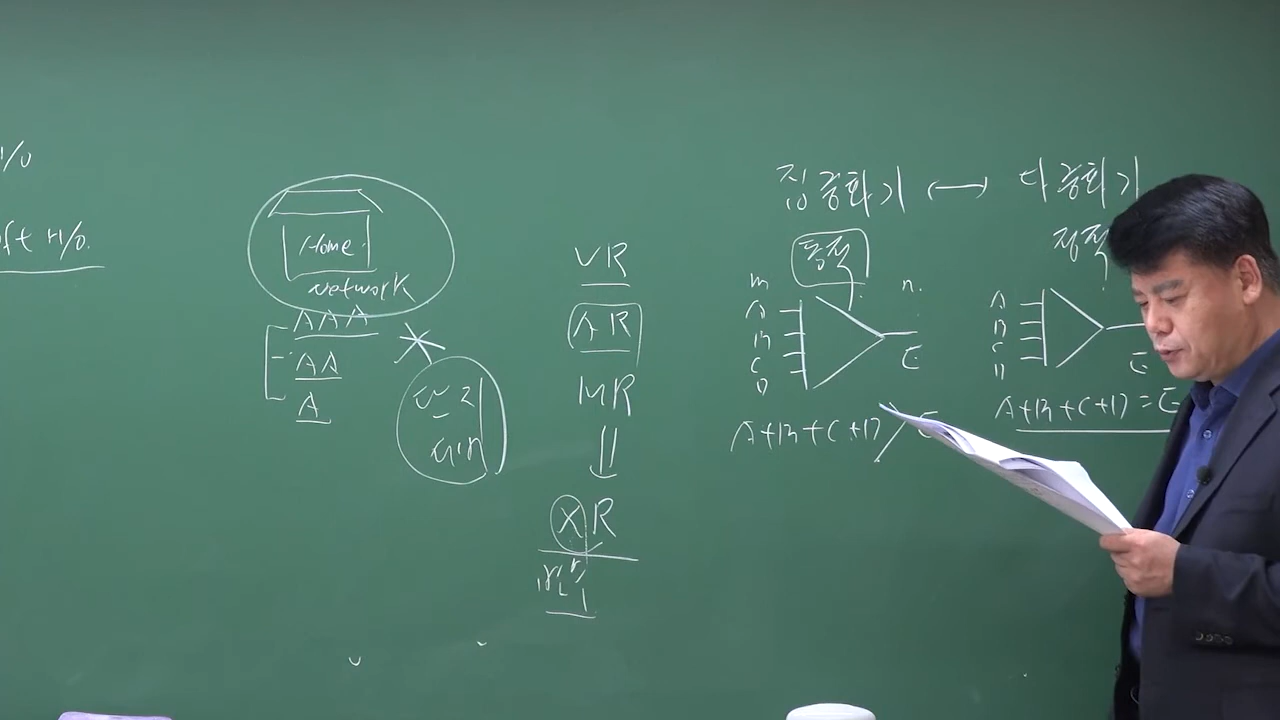 H/O
oft H/O.
Home
Network
AAA
AA
A
VR
AR
MR
XR
집중화기 ↔ 다중화기
동적
정적
m
n.
A
B
C
D
E
A+B+C+D
E
A
B
C
D
E
A+B+C+D = E